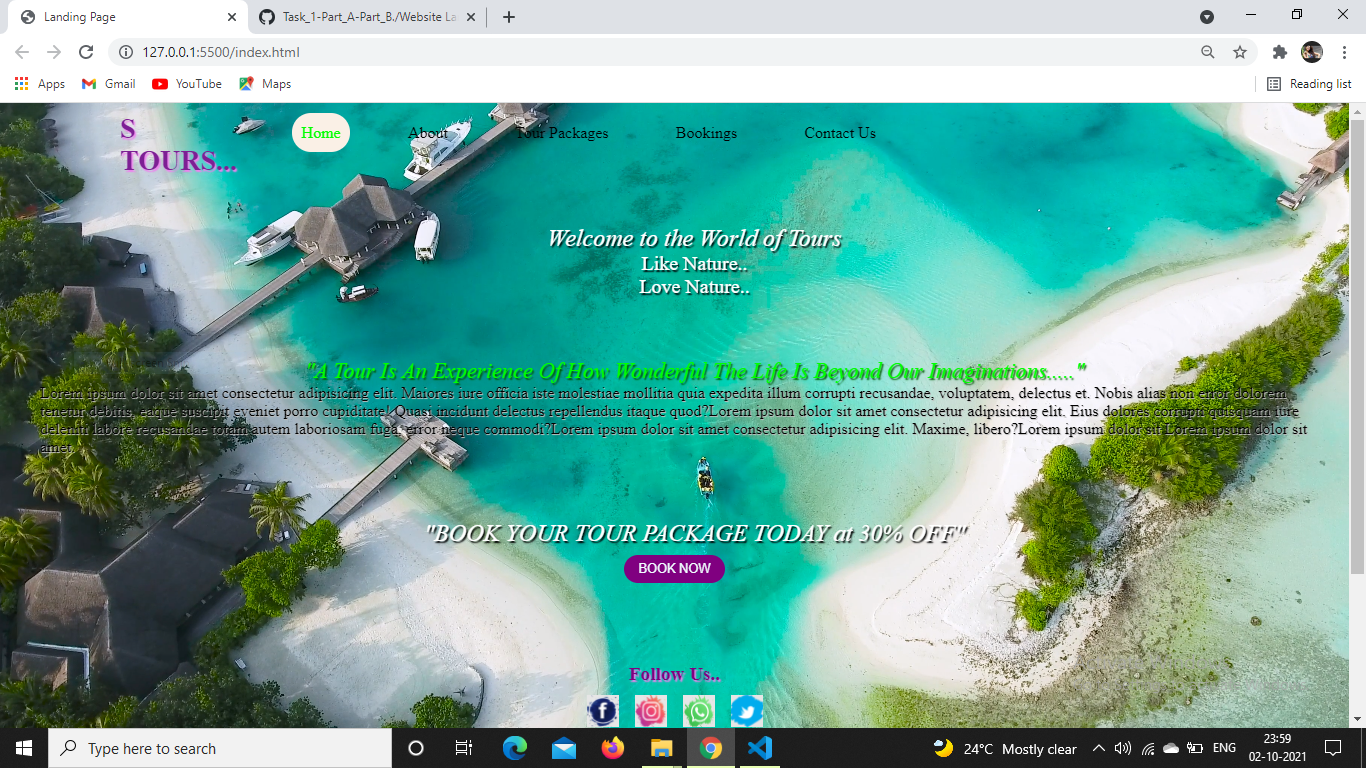 Landing Page
Task_1-Part_A-Part_B./Website La
127.0.0.1:5500/index.html
Apps
Gmail
YouTube
Maps
Reading list
S
TOURS...
Home
About
Tour Packages
Bookings
Contact Us
Welcome to the World of Tours
Like Nature..
Love Nature..
"A Tour Is An Experience Of How Wonderful The Life Is Beyond Our Imaginations....."
Lorem ipsum dolor sit amet consectetur adipisicing elit. Maiores iure officia iste molestiae mollitia quia expedita illum corrupti recusandae, voluptatem, delectus et. Nobis alias non error dolorem
tenetur debitis, eaque suscipit eveniet porro cupiditate! Quasi incidunt delectus repellendus itaque quod?Lorem ipsum dolor sit amet consectetur adipisicing elit. Eius dolores corrupti quisquam iure
deleniti labore recusandae totam autem laboriosam fuga, error neque commodi?Lorem ipsum dolor sit amet consectetur adipisicing elit. Maxime, libero?Lorem ipsum dolor sit Lorem ipsum dolor sit
amet.
"BOOK YOUR TOUR PACKAGE TODAY at 30% OFF"
BOOK NOW
Follow Us..
Type here to search
24°C Mostly clear
ENG
23:59
02-10-2021